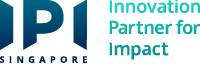 IPI
SINGAPORE
Innovation
Partner for
Impact